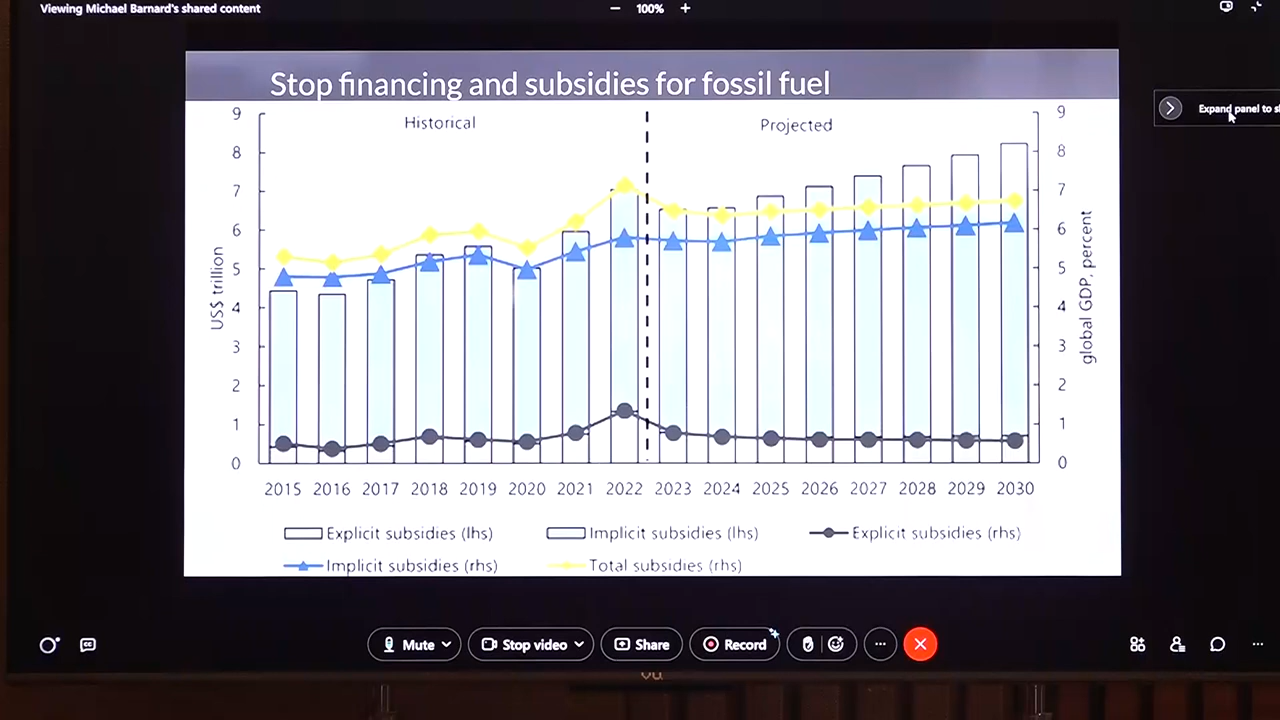 Viewing Michael Barnard's shared content
100%
Stop financing and subsidies for fossil fuel
Expand panel to
Historical
Projected
9
8
7
6
5
4
3
2
1
0
US$ trillion
9
8
7
6
5
4
3
2
1
0
global GDP, percent
2015 2016 2017 2018 2019 2020 2021 2022 2023 2024 2025 2026 2027 2028 2029 2030
Explicit subsidies (lhs) Implicit subsidies (lhs) Explicit subsidies (rhs)
Implicit subsidies (rhs) Total subsidies (rhs)
Mute Stop video Share Record
vu